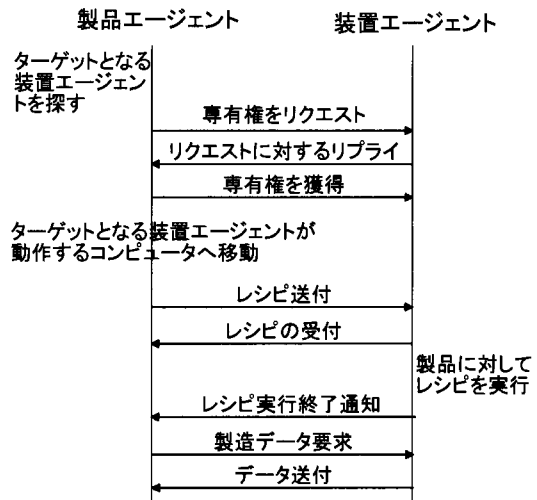 製品エージェント
装置エージェント
ターゲットとなる
装置エージェン
トを探す
専有権をリクエスト
リクエストに対するリプライ
専有権を獲得
ターゲットとなる装置エージェントが
動作するコンピュータへ移動
レシピ送付
レシピの受付
製品に対して
レシピを実行
レシピ実行終了通知
製造データ要求
データ送付